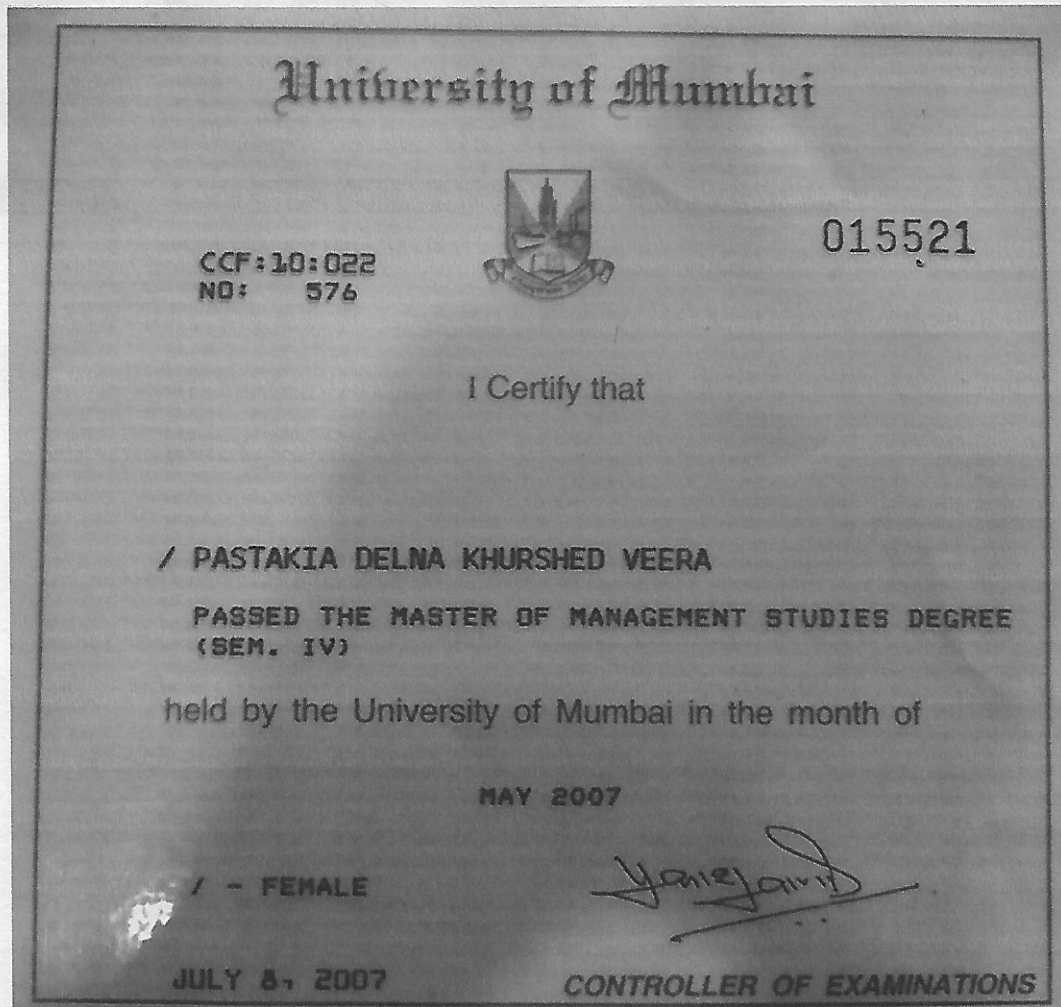 University of Mumbai
015521
CCF:10:022
NO: 576
I Certify that
/ PASTAKIA DELNA KHURSHED VEERA
PASSED THE MASTER OF MANAGEMENT STUDIES DEGREE
(SEM. IV)
held by the University of Mumbai in the month of
MAY 2007
/ - FEMALE
JULY 8, 2007
CONTROLLER OF EXAMINATIONS